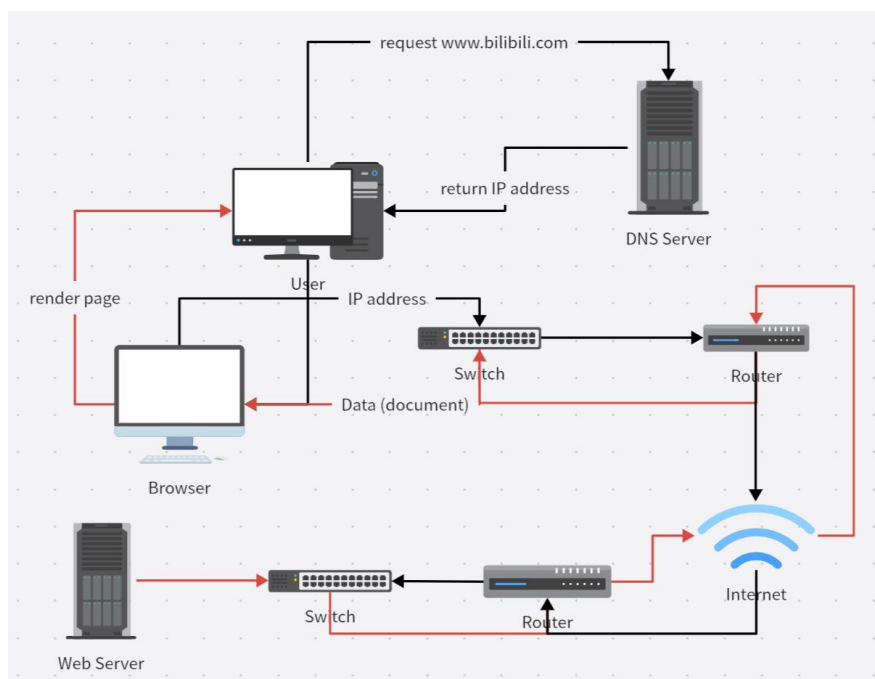 request www.bilibili.com
return IP address
DNS Server
User
render page
IP address
Switch
Router
Data (document)
Browser
Internet
Switch
Router
Web Server